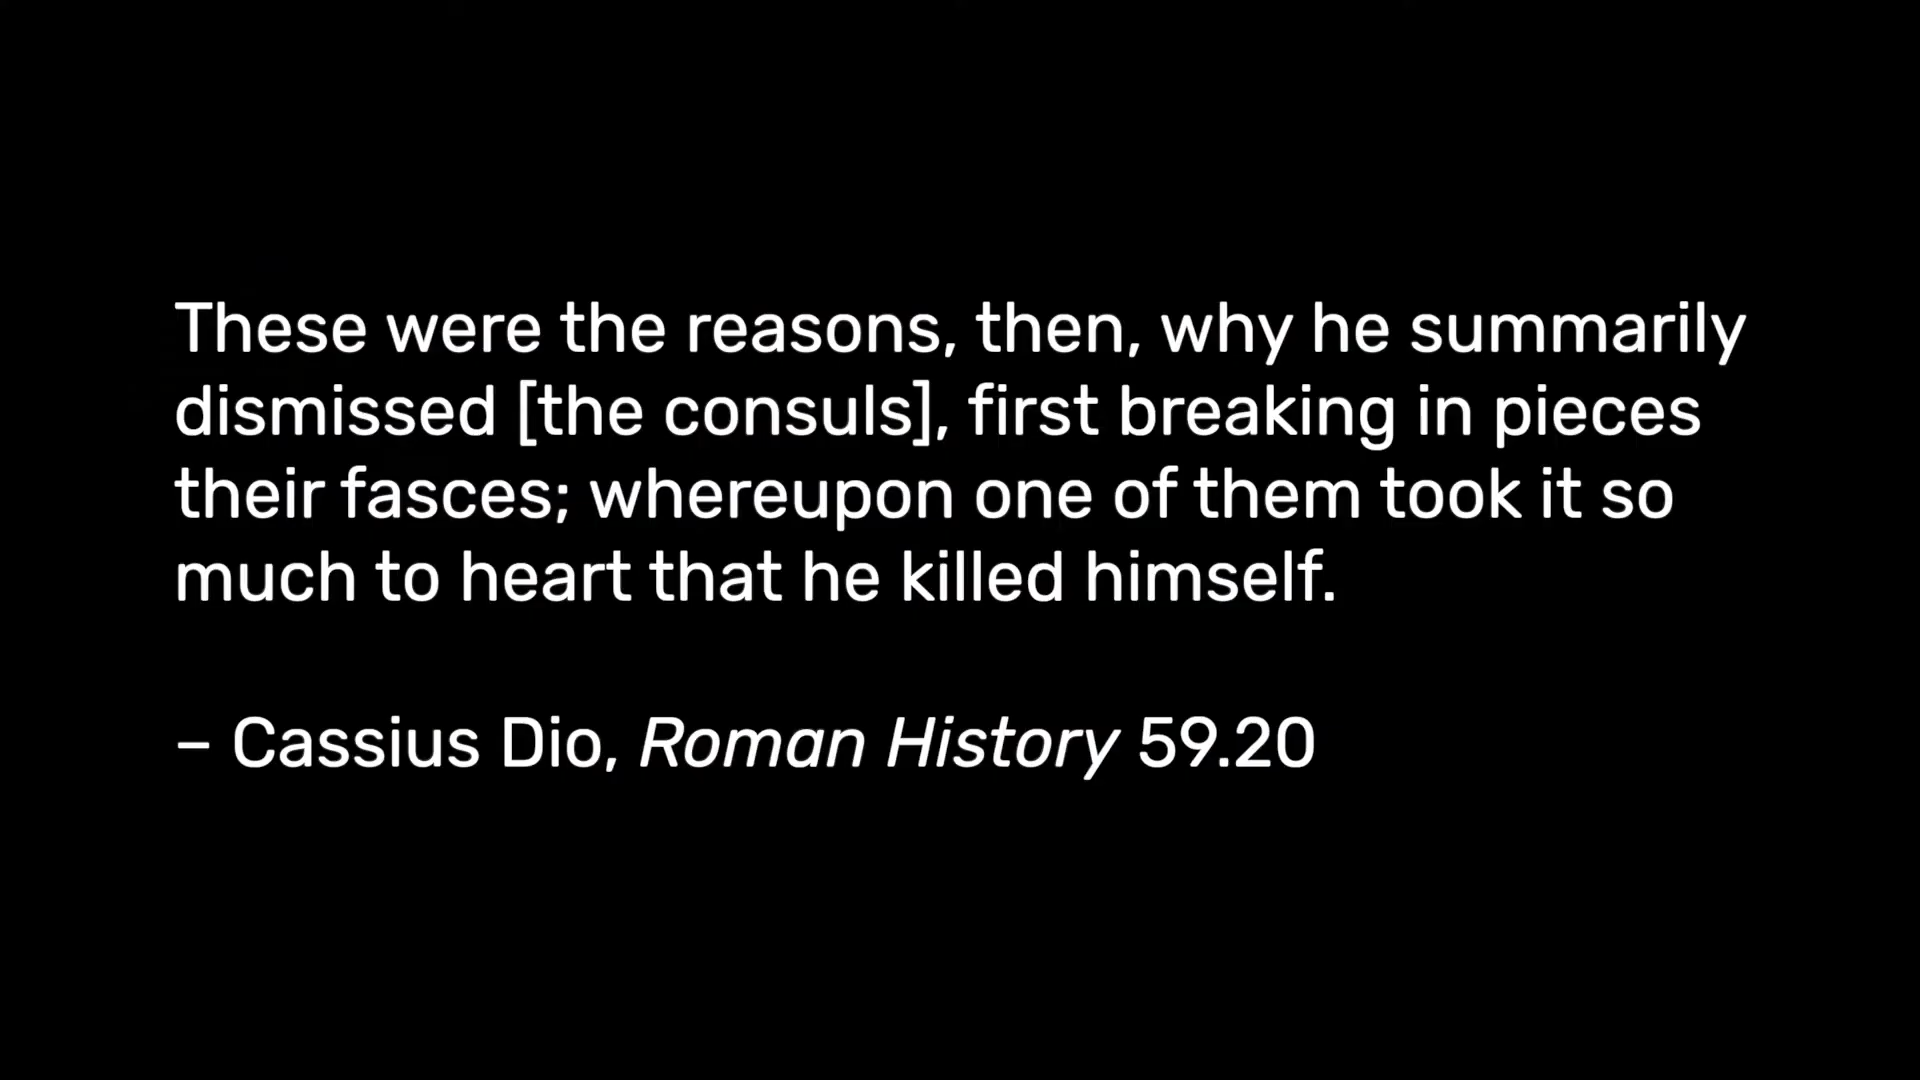 These were the reasons, then, why he summarily
dismissed [the consuls], first breaking in pieces
their fasces; whereupon one of them took it so
much to heart that he killed himself.
– Cassius Dio, Roman History 59.20